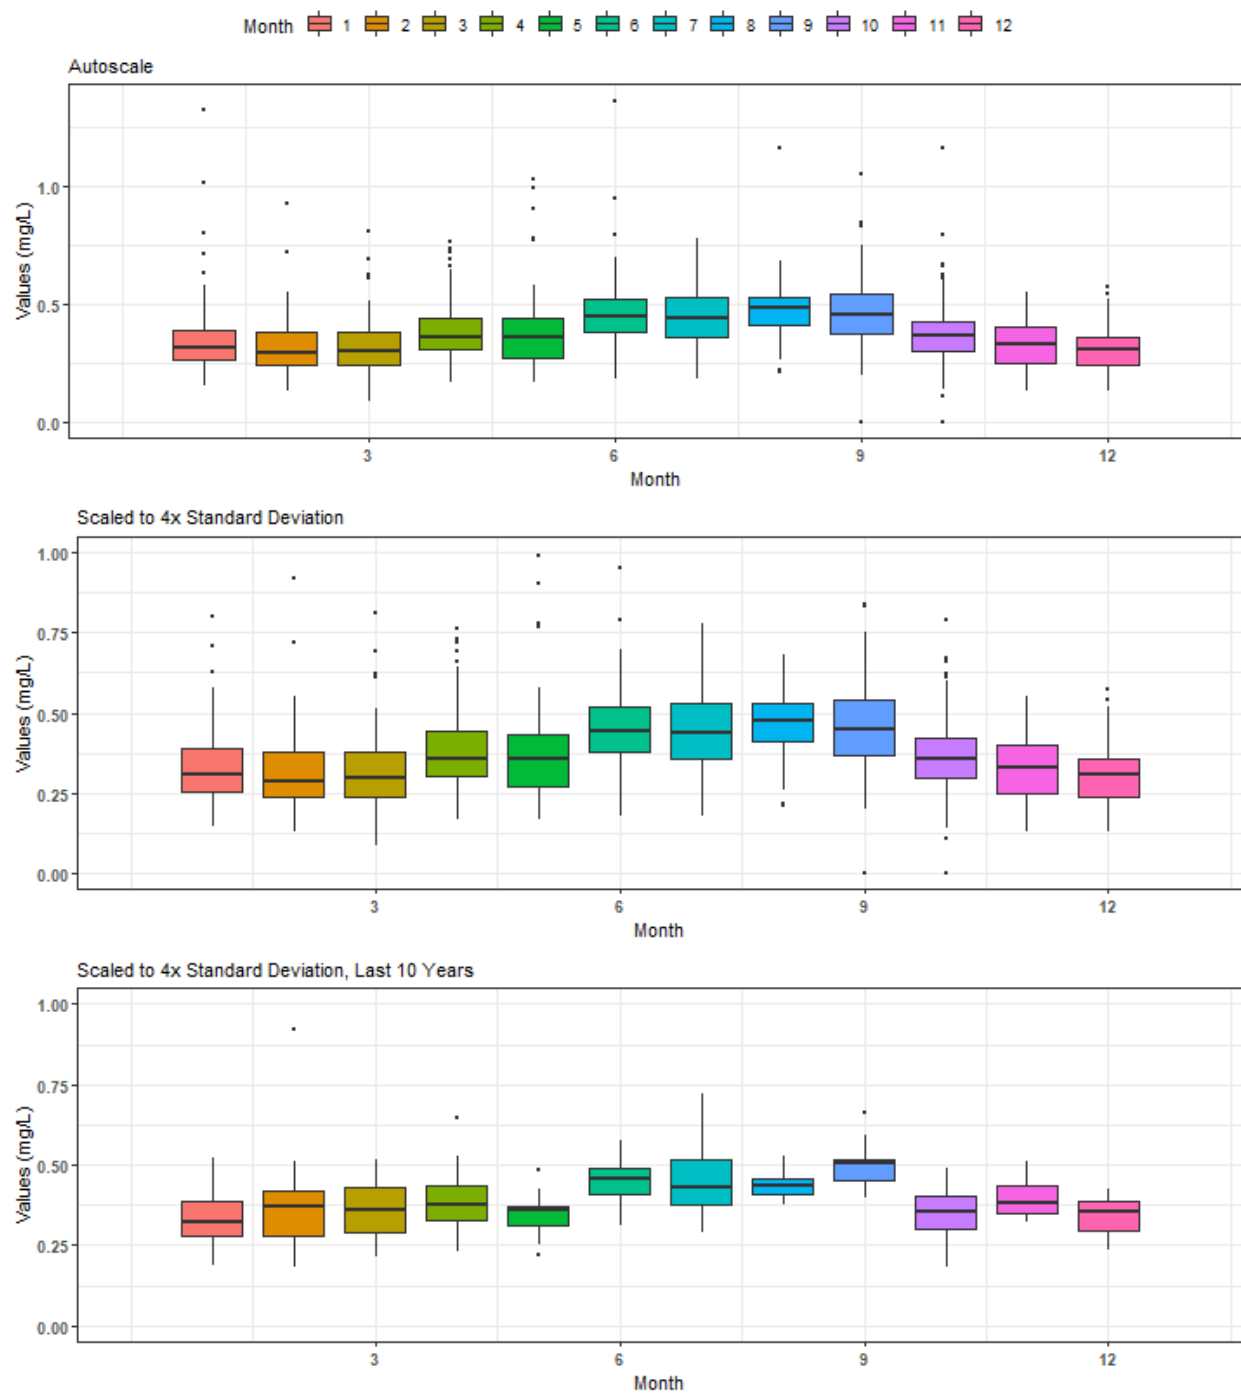 Month 1 2 3 4 5 6 7 8 9 10 11 12
Autoscale
Values (mg/L)
1.0
0.5
0.0
3 6 9 12
Month
Scaled to 4x Standard Deviation
Values (mg/L)
1.00
0.75
0.50
0.25
0.00
3 6 9 12
Month
Scaled to 4x Standard Deviation, Last 10 Years
Values (mg/L)
1.00
0.75
0.50
0.25
0.00
3 6 9 12
Month